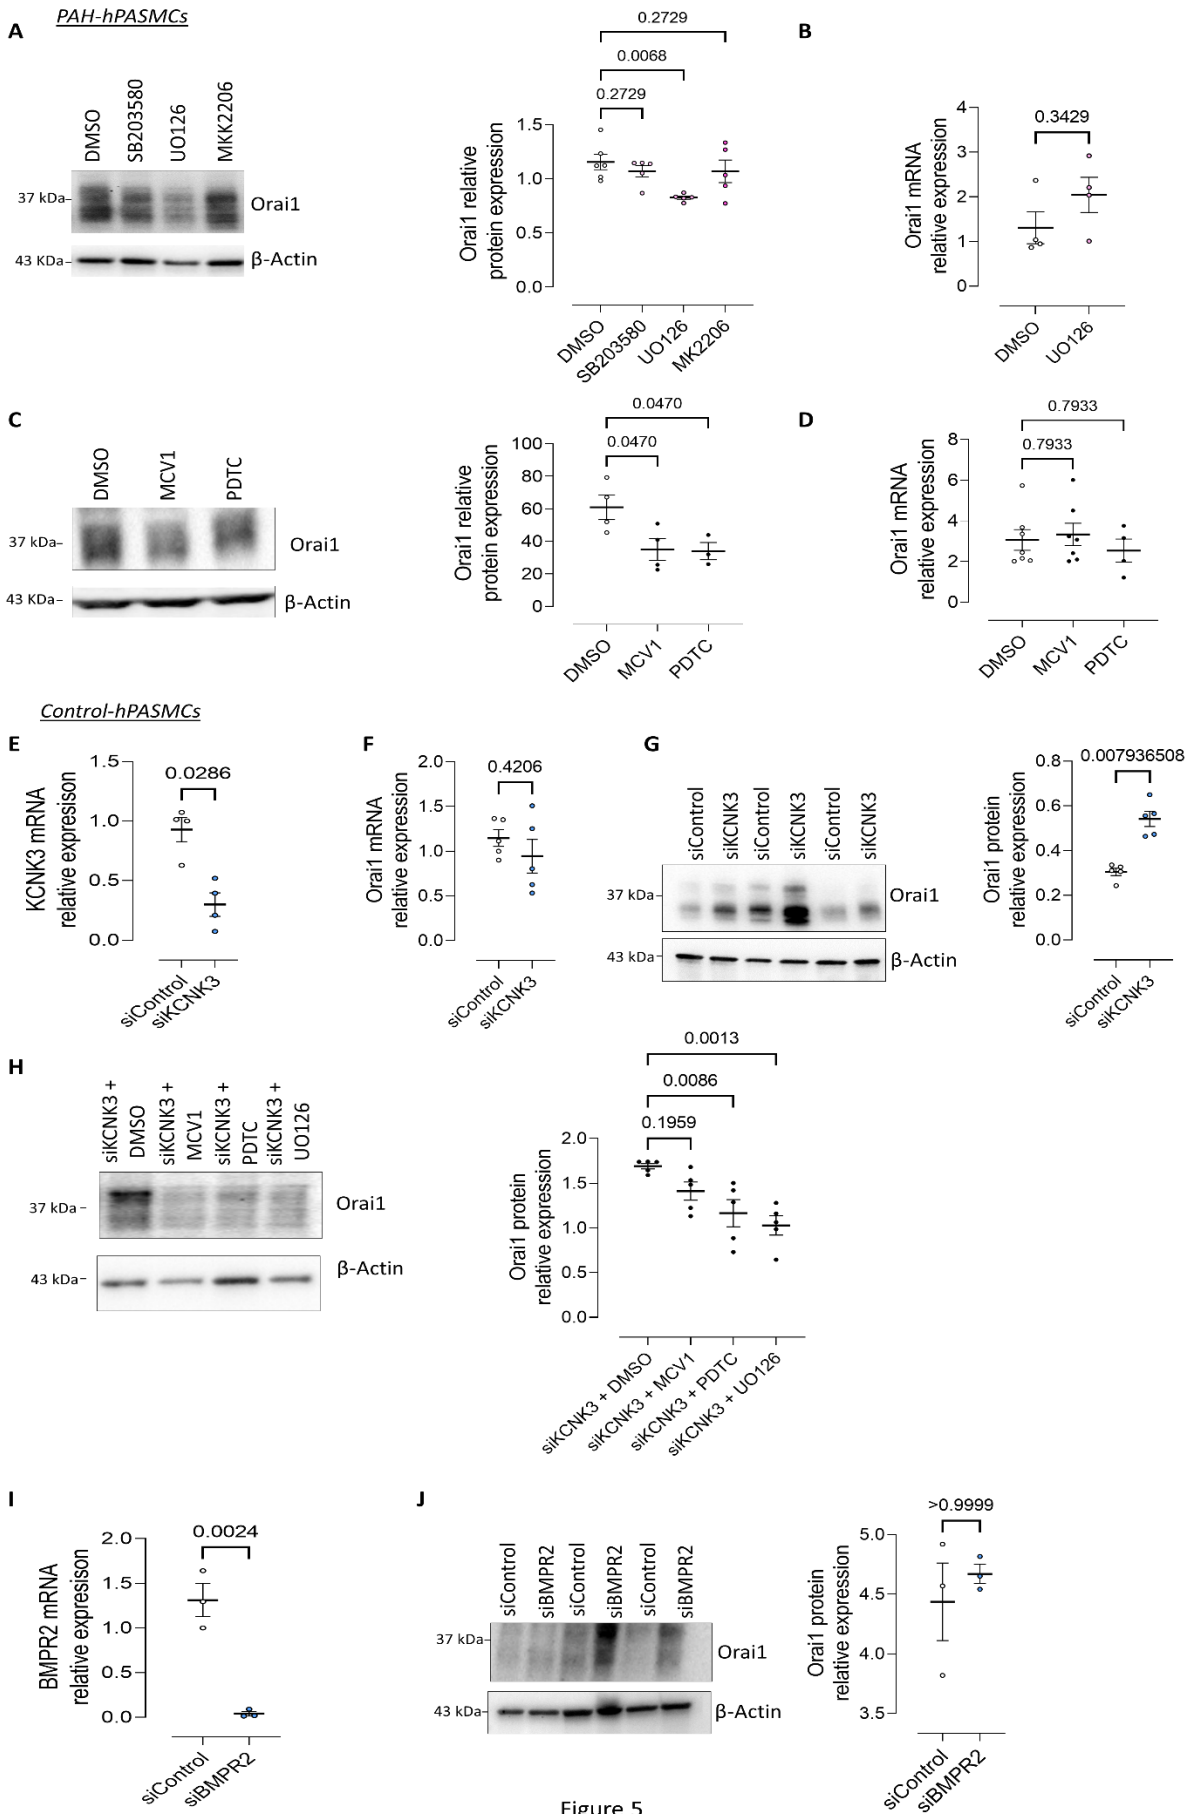 PAH-hPASMCs
A
DMSO
SB203580
UO126
MKK2206
37 kDa
Orai1
43 KDa
β-Actin
0.2729
0.0068
0.2729
Orai1 relative
protein expression
1.5
1.0
0.5
0.0
DMSO
SB203580
UO126
MK2206
B
0.3429
Orai1 mRNA
relative expression
4
3
2
1
0
DMSO
UO126
C
DMSO
MCV1
PDTC
37 kDa
Orai1
43 KDa
β-Actin
0.0470
0.0470
Orai1 relative
protein expression
100
80
60
40
20
0
DMSO
MCV1
PDTC
D
0.7933
0.7933
Orai1 mRNA
relative expression
8
6
4
2
0
DMSO
MCV1
PDTC
Control-hPASMCs
E
0.0286
KCNK3 mRNA
relative expresison
1.5
1.0
0.5
0.0
siControl
siKCNK3
F
0.4206
Orai1 mRNA
relative expression
2.0
1.5
1.0
0.5
0.0
siControl
siKCNK3
G
siControl
siKCNK3
siControl
siKCNK3
siControl
siKCNK3
37 kDa
Orai1
43 kDa
β-Actin
0.007936508
Orai1 protein
relative expression
0.8
0.6
0.4
0.2
0.0
siControl
siKCNK3
H
siKCNK3 +
DMSO
siKCNK3 +
MCV1
siKCNK3 +
PDTC
siKCNK3 +
UO126
37 kDa
Orai1
43 kDa
β-Actin
0.0013
0.0086
0.1959
Orai1 protein
relative expression
2.0
1.5
1.0
0.5
0.0
siKCNK3 + DMSO
siKCNK3 + MCV1
siKCNK3 + PDTC
siKCNK3 + UO126
I
0.0024
BMPR2 mRNA
relative expresison
2.0
1.5
1.0
0.5
0.0
siControl
siBMPR2
J
siControl
siBMPR2
siControl
siBMPR2
siControl
siBMPR2
37 kDa
Orai1
43 kDa
β-Actin
>0.9999
Orai1 protein
relative expression
5.0
4.5
4.0
3.5
siControl
siBMPR2
Figure 5